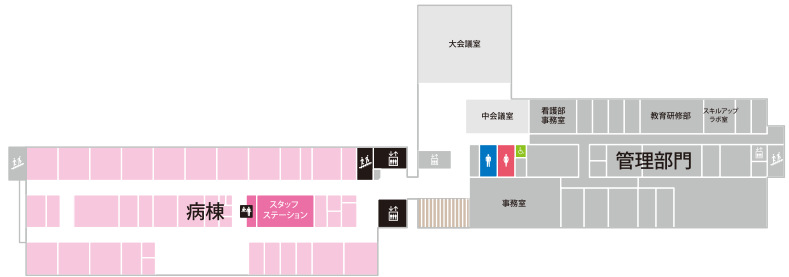 大会議室
中会議室
看護部
事務室
教育研修部
スキルアップ
ラボ室
管理部門
病棟
スタッフ
ステーション
事務室